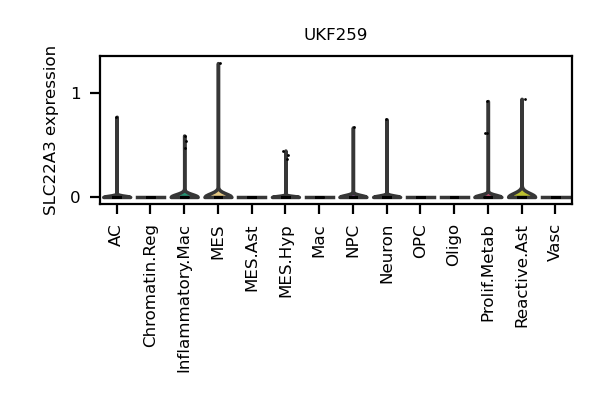 UKF259
SLC22A3 expression
1
0
AC
Chromatin.Reg
Inflammatory.Mac
MES
MES.Ast
MES.Hyp
Mac
NPC
Neuron
OPC
Oligo
Prolif.Metab
Reactive.Ast
Vasc